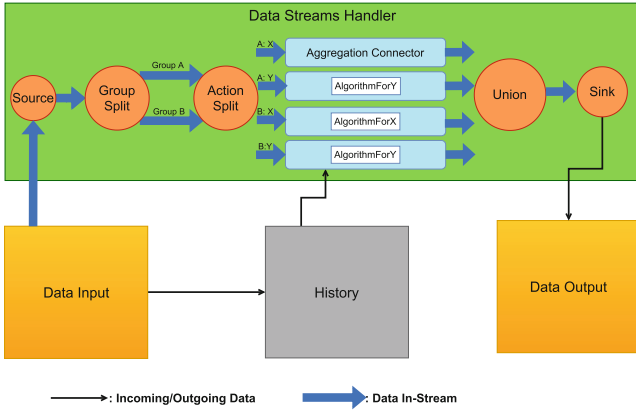 Data Streams Handler
Source
Group
Split
Group A
Group B
Action
Split
A: X
Aggregation Connector
A: Y
AlgorithmForY
B: X
AlgorithmForX
B:Y
AlgorithmForY
Union
Sink
Data Input
History
Data Output
: Incoming/Outgoing Data
: Data In-Stream